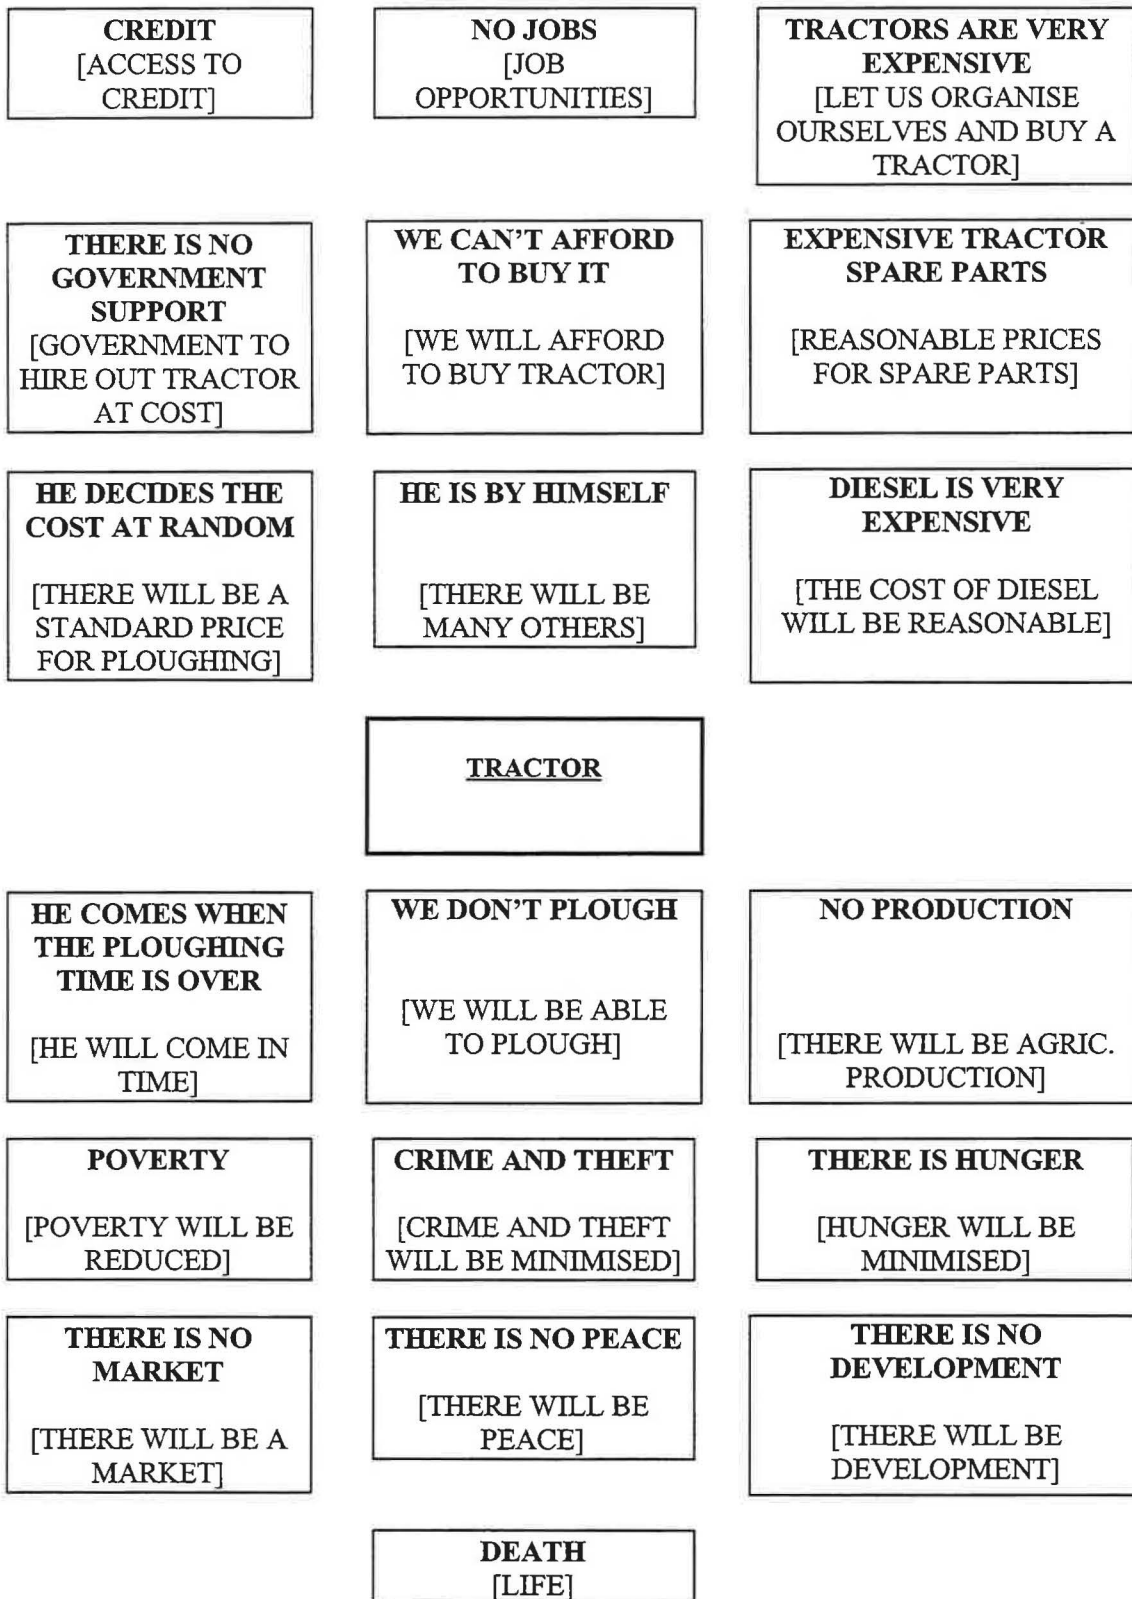 CREDIT
[ACCESS TO
CREDIT]
NO JOBS
[JOB
OPPORTUNITIES]
TRACTORS ARE VERY
EXPENSIVE
[LET US ORGANISE
OURSELVES AND BUY A
TRACTOR]
THERE IS NO
GOVERNMENT
SUPPORT
[GOVERNMENT TO
HIRE OUT TRACTOR
AT COST]
WE CAN'T AFFORD
TO BUY IT
[WE WILL AFFORD
TO BUY TRACTOR]
EXPENSIVE TRACTOR
SPARE PARTS
[REASONABLE PRICES
FOR SPARE PARTS]
HE DECIDES THE
COST AT RANDOM
[THERE WILL BE A
STANDARD PRICE
FOR PLOUGHING]
HE IS BY HIMSELF
[THERE WILL BE
MANY OTHERS]
DIESEL IS VERY
EXPENSIVE
[THE COST OF DIESEL
WILL BE REASONABLE]
TRACTOR
HE COMES WHEN
THE PLOUGHING
TIME IS OVER
[HE WILL COME IN
TIME]
WE DON'T PLOUGH
[WE WILL BE ABLE
TO PLOUGH]
NO PRODUCTION
[THERE WILL BE AGRIC.
PRODUCTION]
POVERTY
[POVERTY WILL BE
REDUCED]
CRIME AND THEFT
[CRIME AND THEFT
WILL BE MINIMISED]
THERE IS HUNGER
[HUNGER WILL BE
MINIMISED]
THERE IS NO
MARKET
[THERE WILL BE A
MARKET]
THERE IS NO PEACE
[THERE WILL BE
PEACE]
THERE IS NO
DEVELOPMENT
[THERE WILL BE
DEVELOPMENT]
DEATH
[LIFE]